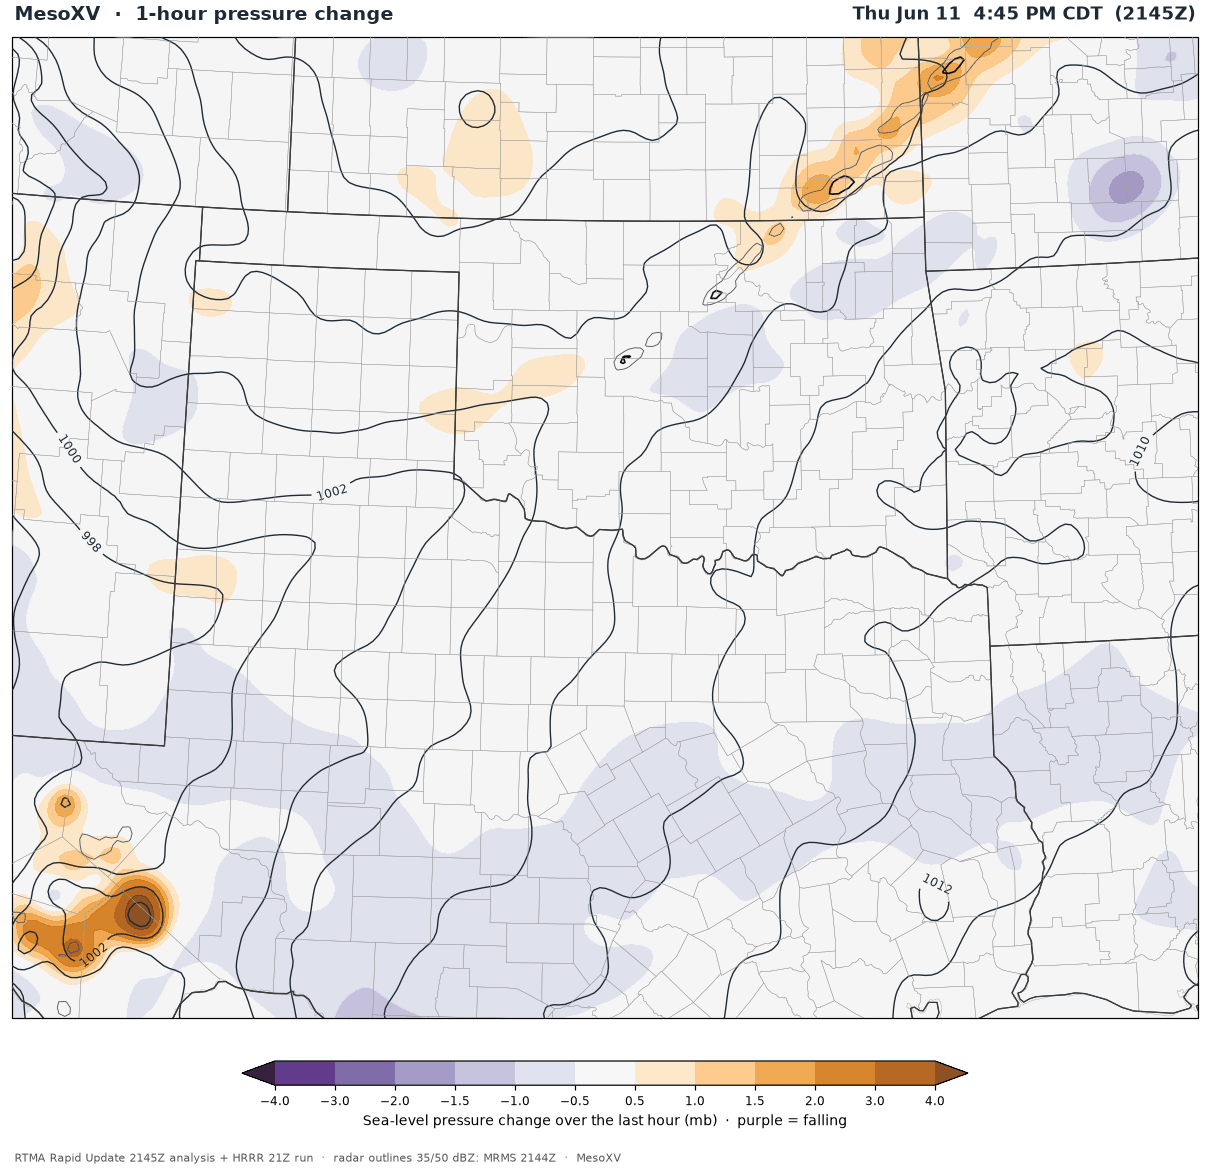 MesoXV · 1-hour pressure change
Thu Jun 11 4:45 PM CDT (2145Z)
1000
1002
998
1010
1012
1002
−4.0 −3.0 −2.0 −1.5 −1.0 −0.5 0.5 1.0 1.5 2.0 3.0 4.0
Sea-level pressure change over the last hour (mb) · purple = falling
RTMA Rapid Update 2145Z analysis + HRRR 21Z run · radar outlines 35/50 dBZ: MRMS 2144Z · MesoXV